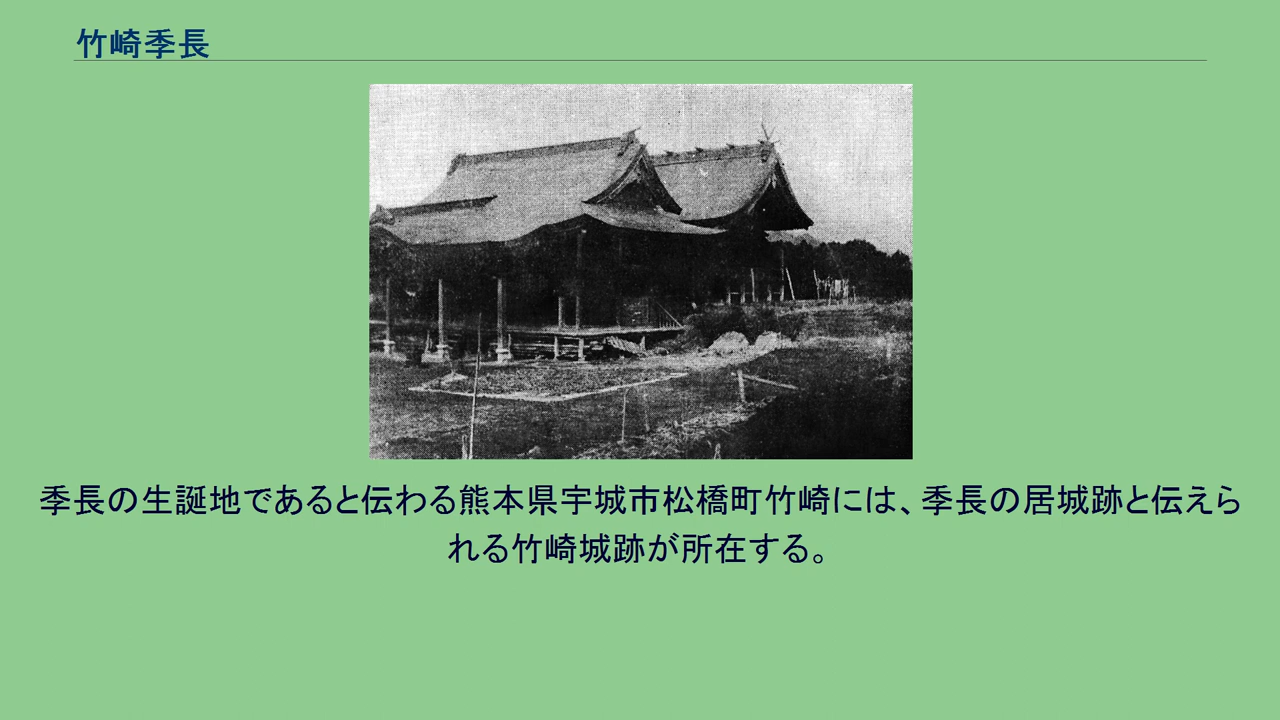 竹崎季長
季長の生誕地であると伝わる熊本県宇城市松橋町竹崎には、季長の居城跡と伝えら
れる竹崎城跡が所在する。